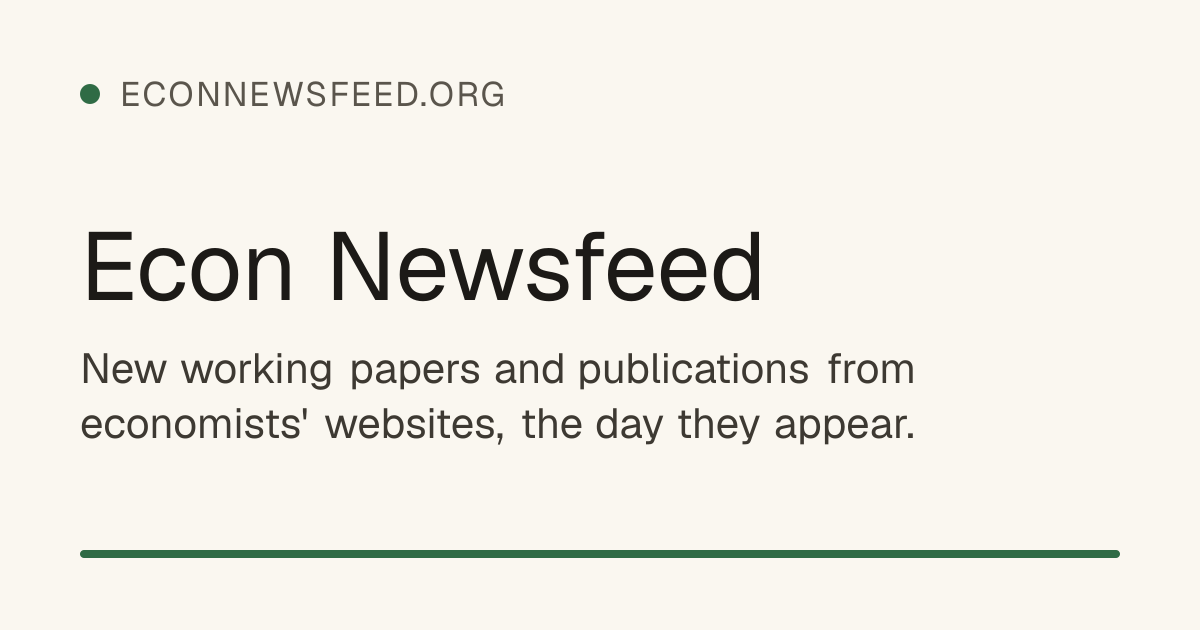 ECONNEWSFEED.ORG
Econ Newsfeed
New working papers and publications from
economists' websites, the day they appear.